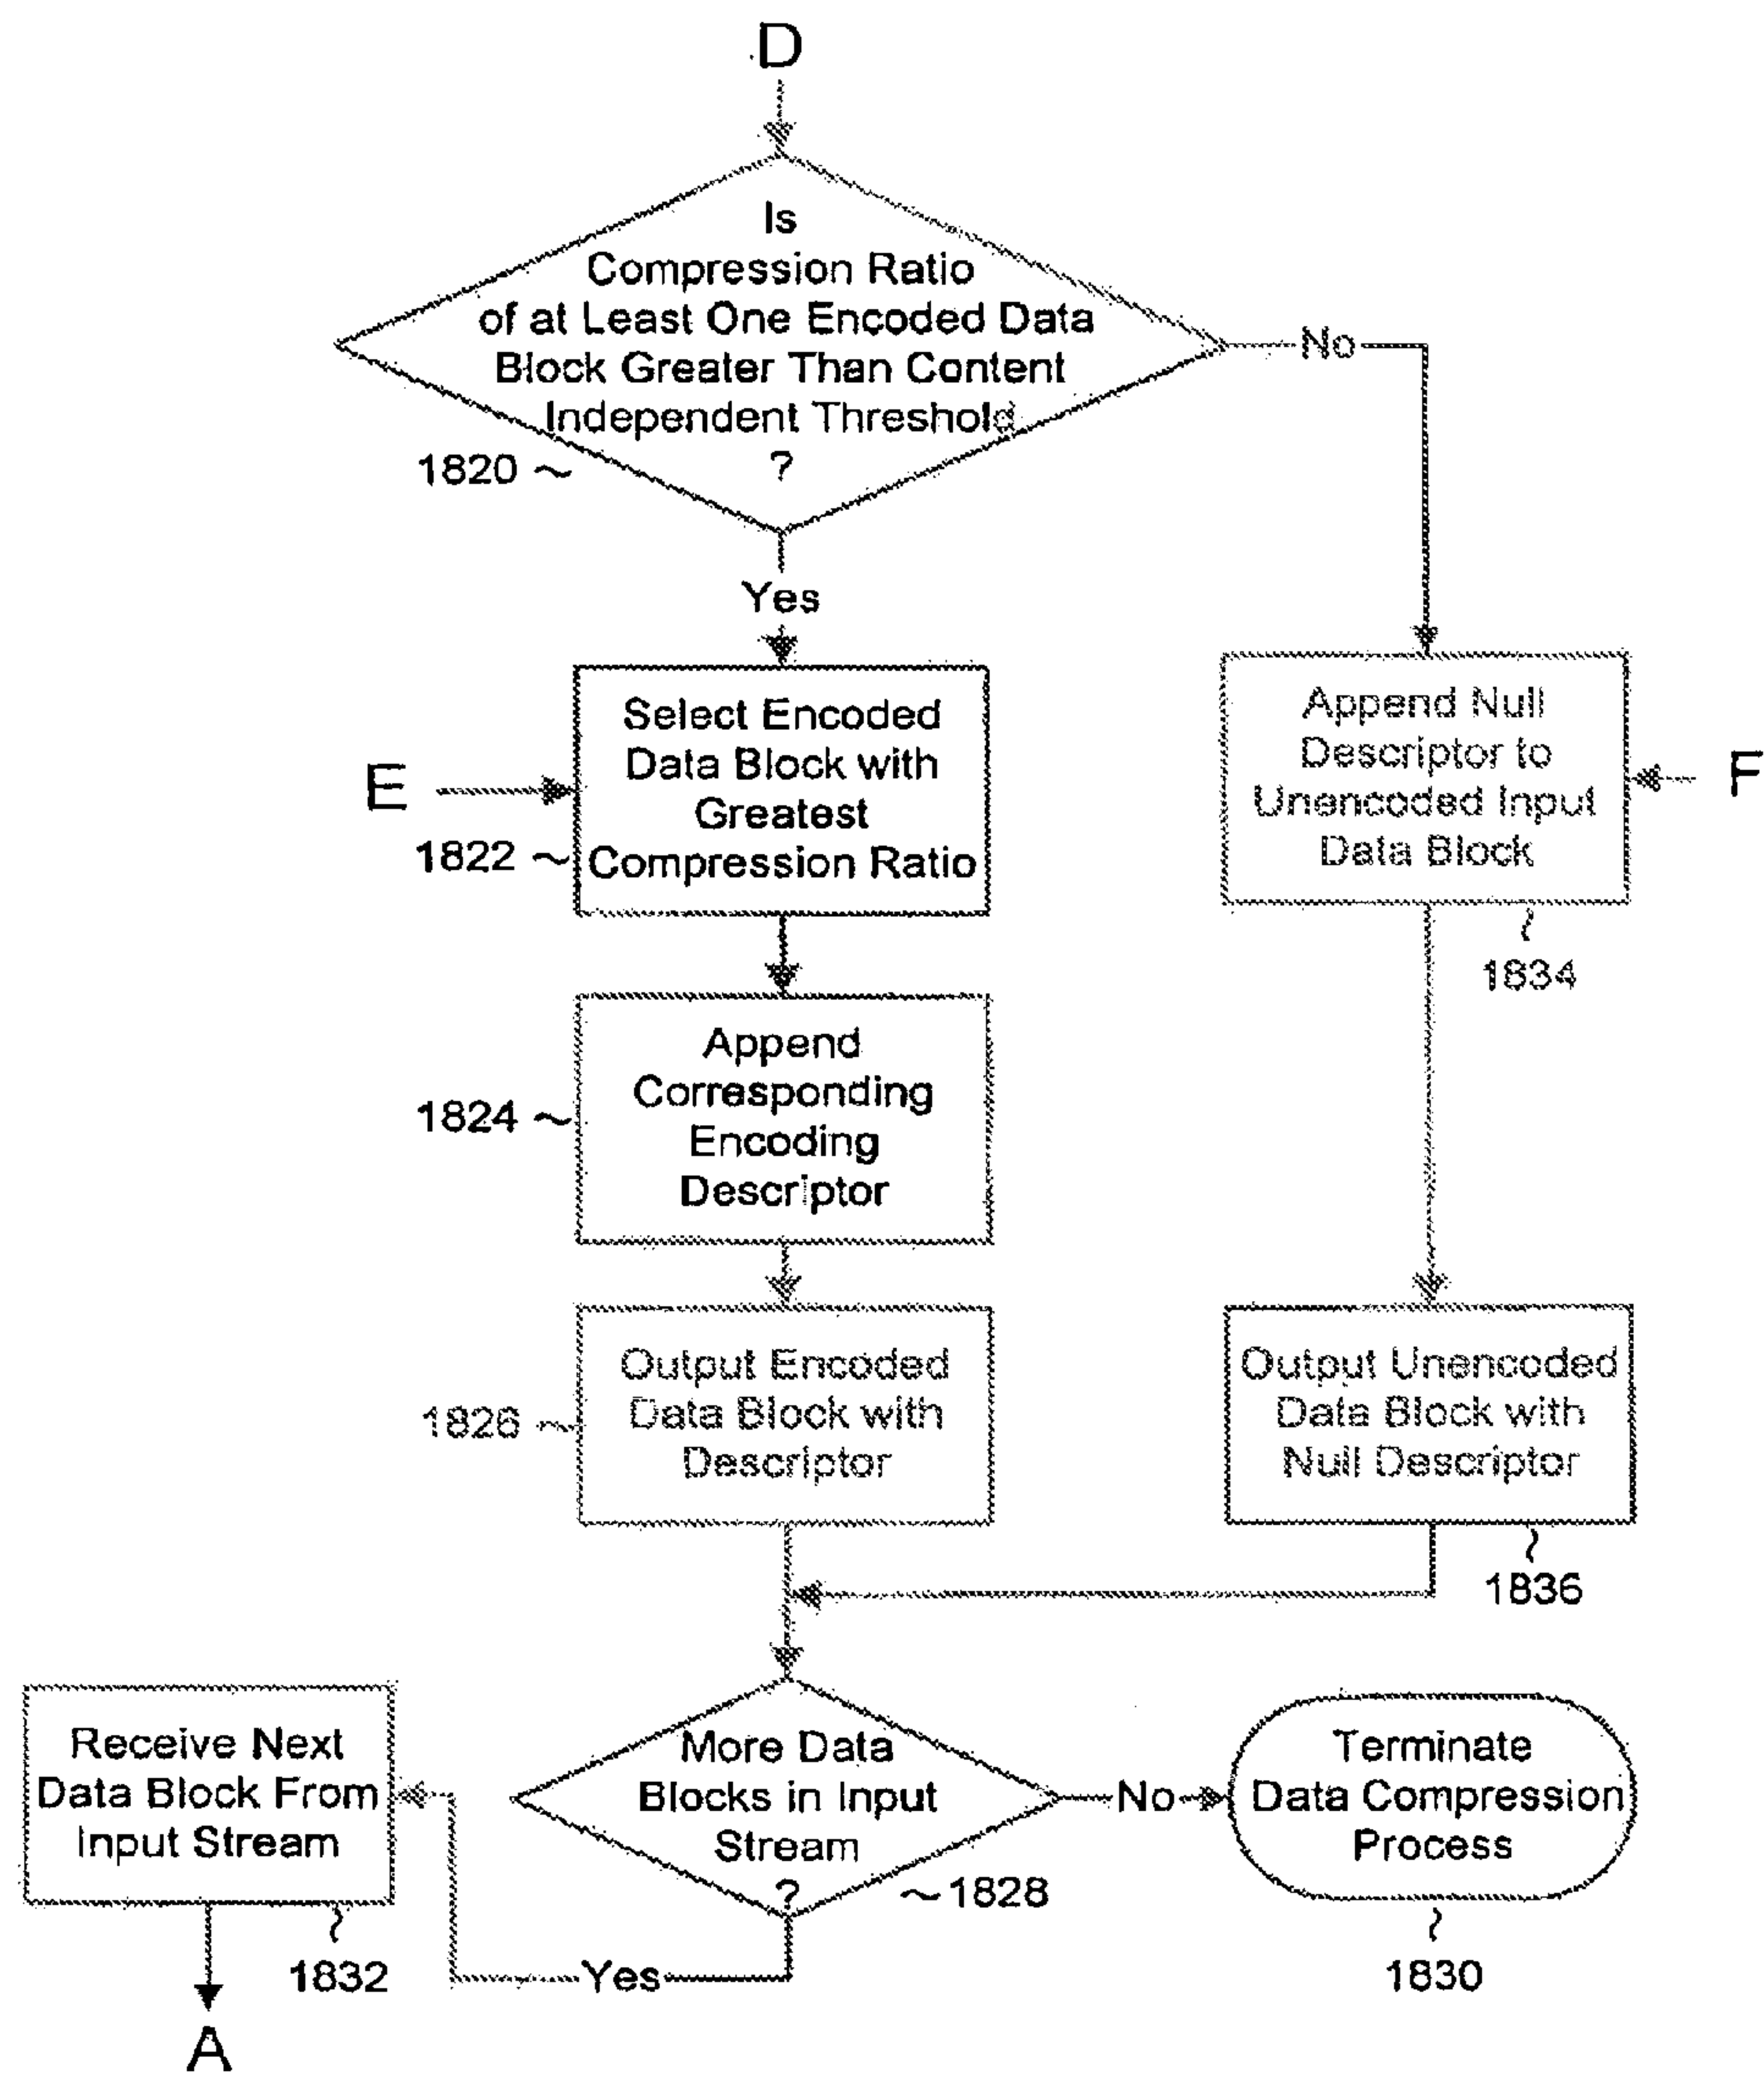 D
Is
Compression Ratio
of at Least One Encoded Data
Block Greater Than Content
Independent Threshold
?
1820
No
Yes
Select Encoded
Data Block with
Greatest
Compression Ratio
E
1822
Append Null
Descriptor to
Unencoded Input
Data Block
F
1834
Append
Corresponding
Encoding
Descriptor
1824
Output Encoded
Data Block with
Descriptor
1826
Output Unencoded
Data Block with
Null Descriptor
1836
Receive Next
Data Block From
Input Stream
1832
A
More Data
Blocks in Input
Stream
?
1828
Yes
No
Terminate
Data Compression
Process
1830